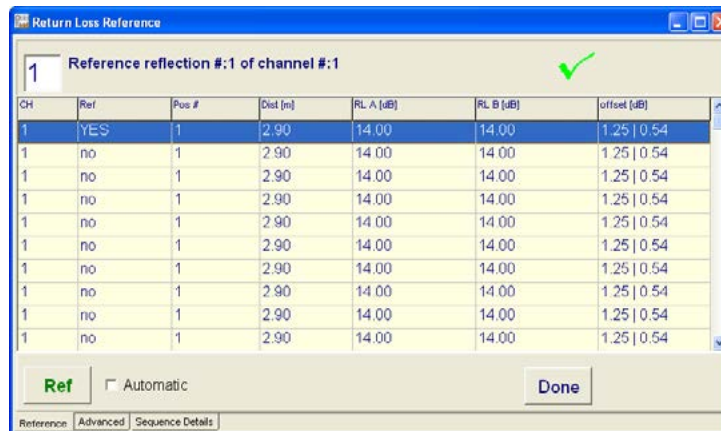 Return Loss Reference
1 Reference reflection #:1 of channel #:1
CH Ref Pos # Dist [m] RL A [dB] RL B [dB] offset [dB]
1 YES 1 2.90 14.00 14.00 1.25 | 0.54
1 no 1 2.90 14.00 14.00 1.25 | 0.54
1 no 1 2.90 14.00 14.00 1.25 | 0.54
1 no 1 2.90 14.00 14.00 1.25 | 0.54
1 no 1 2.90 14.00 14.00 1.25 | 0.54
1 no 1 2.90 14.00 14.00 1.25 | 0.54
1 no 1 2.90 14.00 14.00 1.25 | 0.54
1 no 1 2.90 14.00 14.00 1.25 | 0.54
1 no 1 2.90 14.00 14.00 1.25 | 0.54
1 no 1 2.90 14.00 14.00 1.25 | 0.54
Ref Automatic Done
Reference Advanced Sequence Details